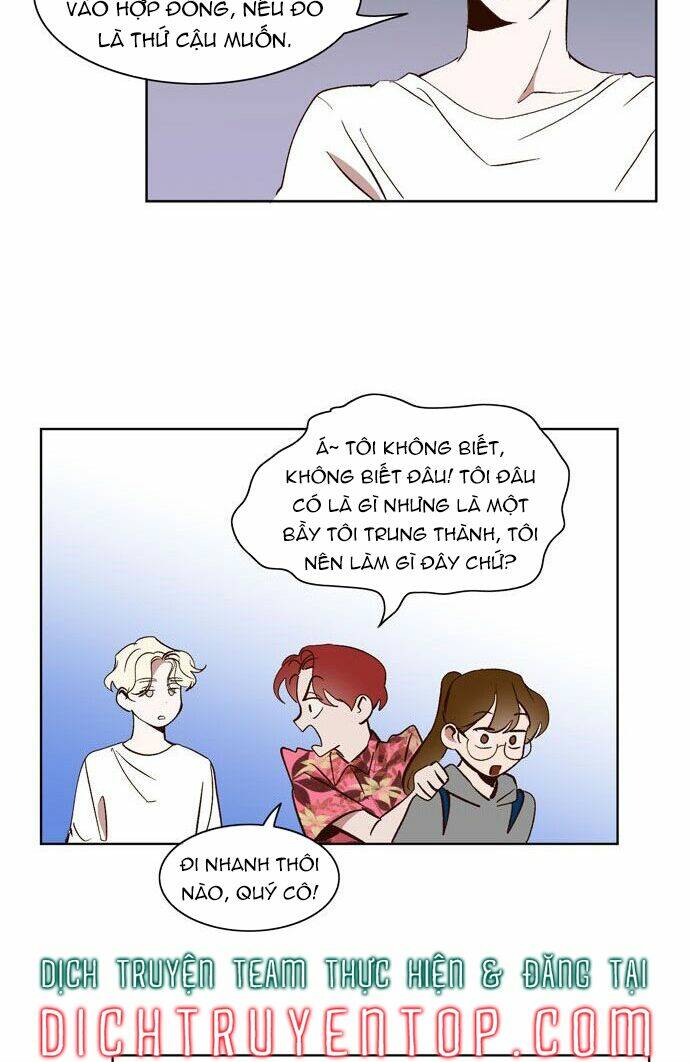 VÀO HỢP ĐỒNG, NẾU ĐÓ
LÀ THỨ CẬU MUỐN.
Á~ TÔI KHÔNG BIẾT,
KHÔNG BIẾT ĐÂU! TÔI ĐÂU
CÓ LÀ GÌ NHƯNG LÀ MỘT
BẦY TÔI TRUNG THÀNH, TÔI
NÊN LÀM GÌ ĐÂY CHỨ?
ĐI NHANH THÔI
NÀO, QUÝ CÔ!
DỊCH TRUYỆN TEAM THỰC HIỆN & ĐĂNG TẠI
DICHTRUYENTOP.COM